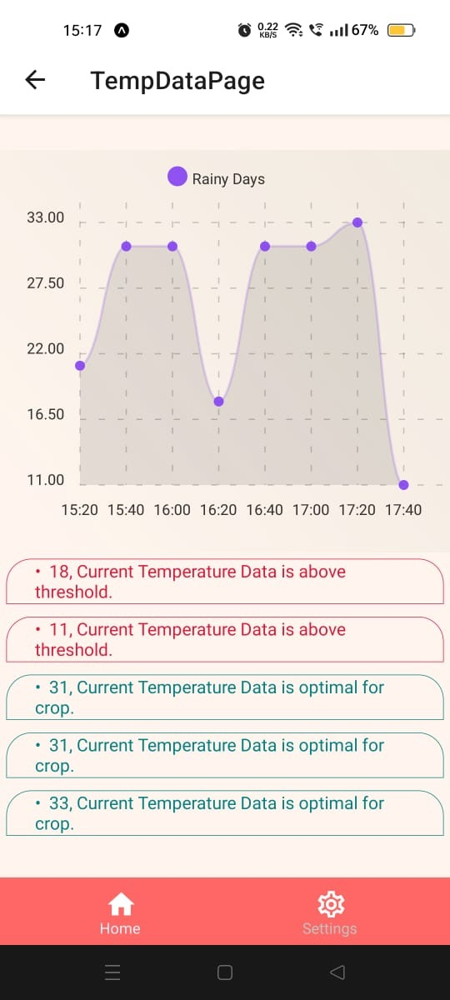 15:17
0.22
KB/S
67%
TempDataPage
Rainy Days
33.00
27.50
22.00
16.50
11.00
15:20 15:40 16:00 16:20 16:40 17:00 17:20 17:40
• 18, Current Temperature Data is above
threshold.
• 11, Current Temperature Data is above
threshold.
• 31, Current Temperature Data is optimal for
crop.
• 31, Current Temperature Data is optimal for
crop.
• 33, Current Temperature Data is optimal for
crop.
Home
Settings